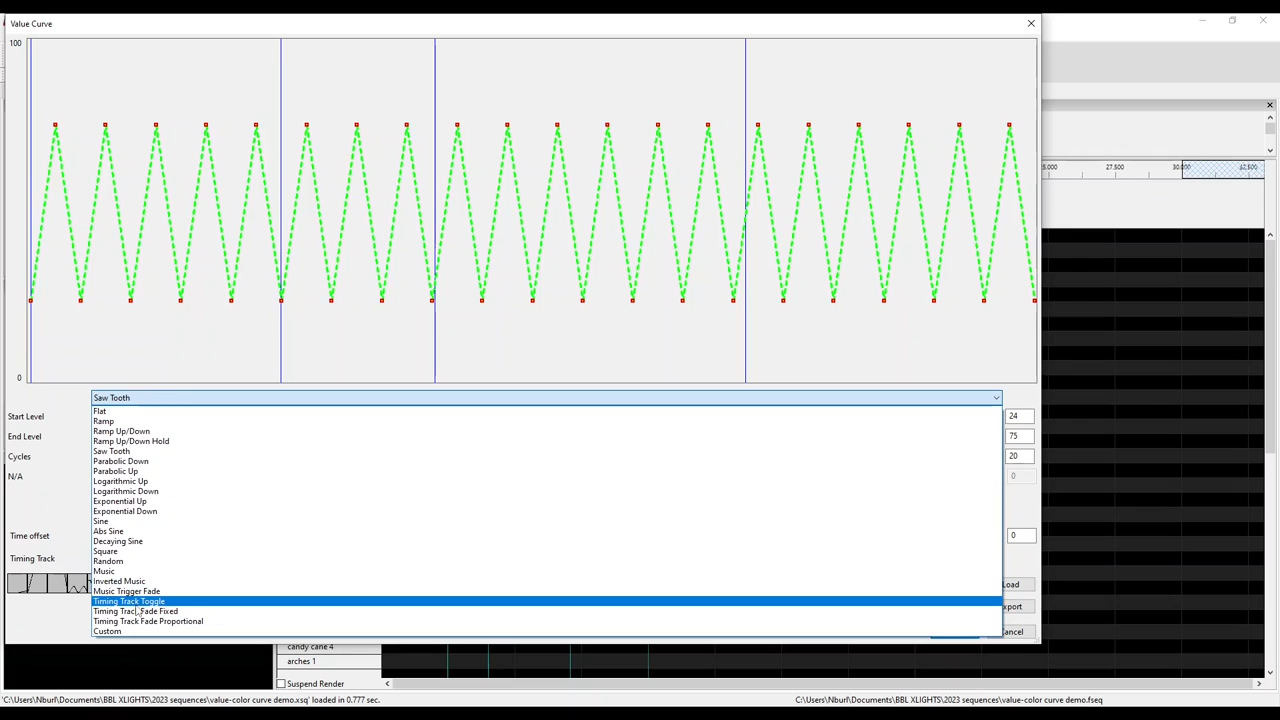 Value Curve
100
0
Saw Tooth
Start Level
24
End Level
75
Cycles
20
N/A
0
Time offset
0
Timing Track
Flat
Ramp
Ramp Up/Down
Ramp Up/Down Hold
Saw Tooth
Parabolic Down
Parabolic Up
Logarithmic Up
Logarithmic Down
Exponential Up
Exponential Down
Sine
Abs Sine
Decaying Sine
Square
Random
Music
Inverted Music
Music Trigger Fade
Timing Track Toggle
Timing Track Fade Fixed
Timing Track Fade Proportional
Custom
Load
xport
ancel
5.000 27.500 30.000 32.500
candy cane 4
arches 1
Suspend Render
'C:\Users\Nburl\Documents\BBL XLIGHTS\2023 sequences\value-color curve demo.xsq' loaded in 0.777 sec.
C:\Users\Nburl\Documents\BBL XLIGHTS\2023 sequences\value-color curve demo.fseq